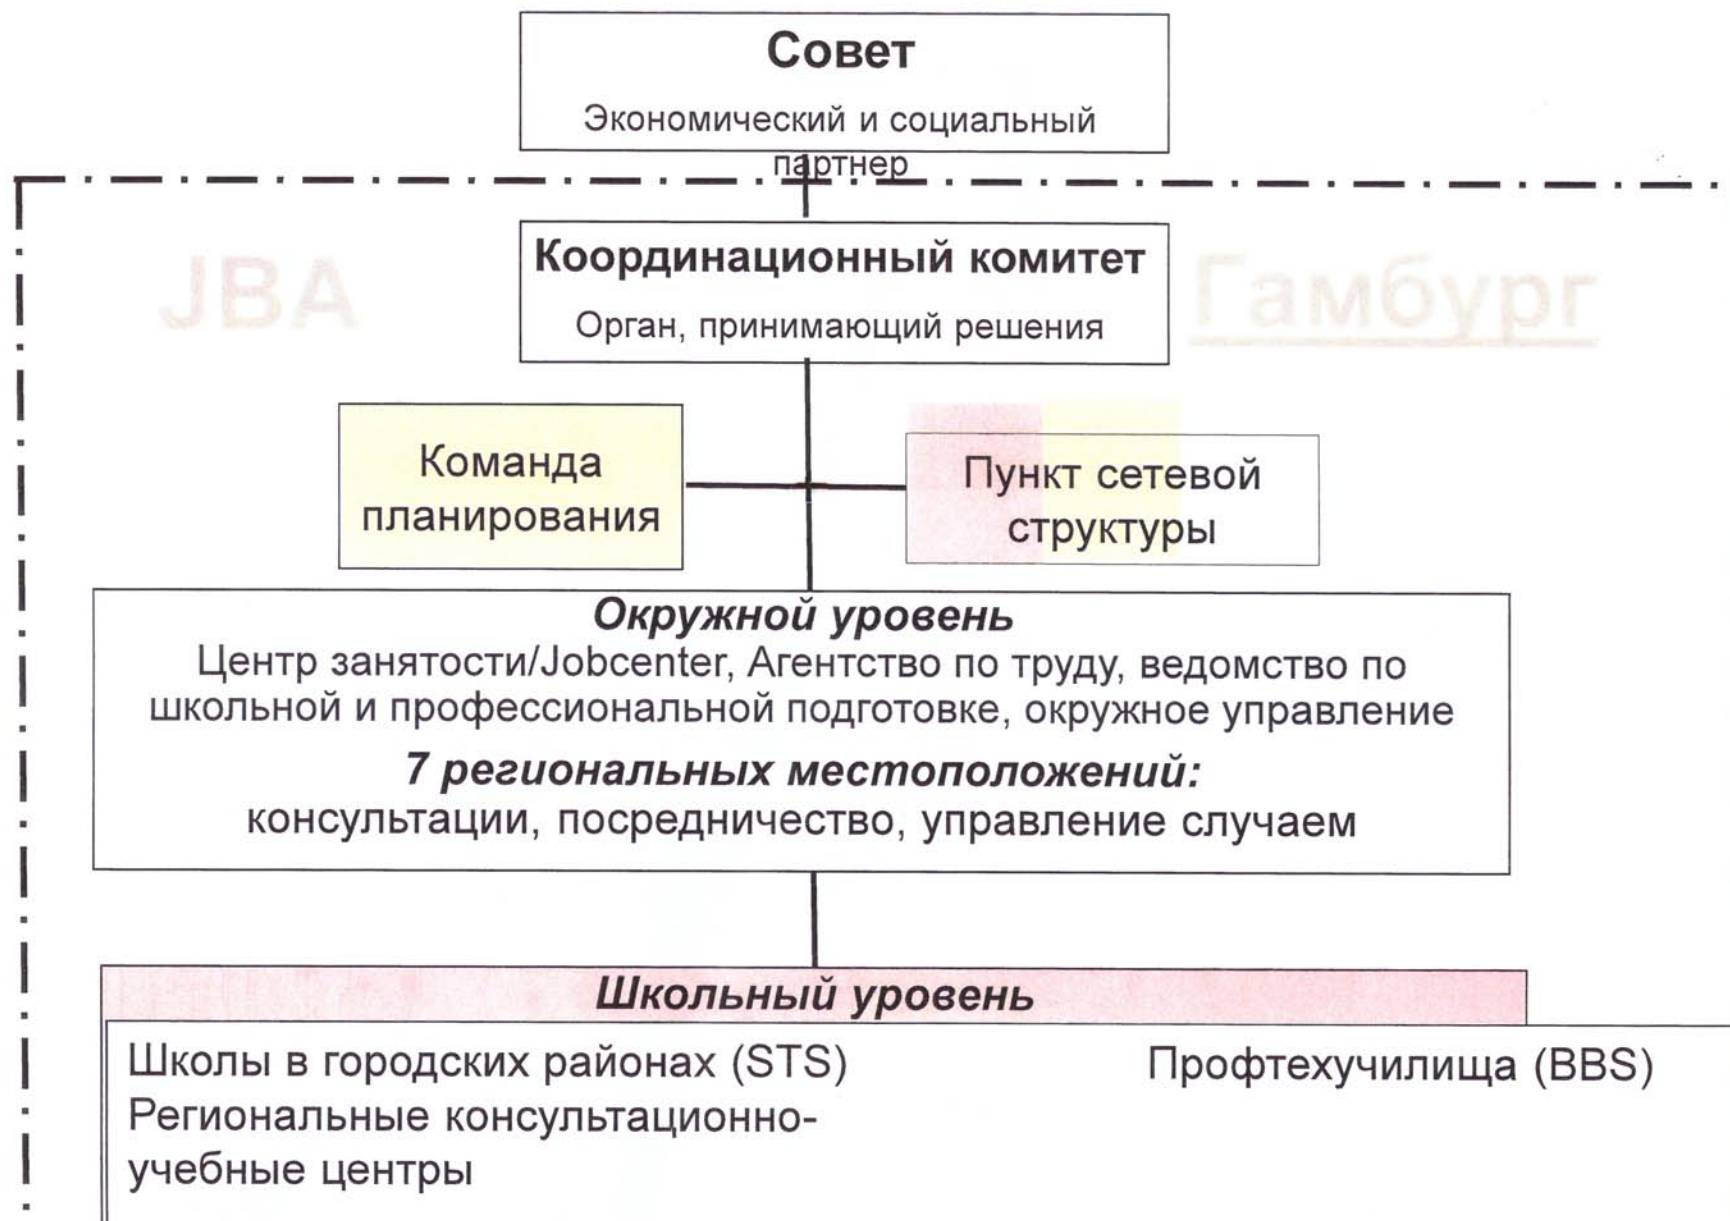 Совет
Экономический и социальный
партнер
JBA
Гамбург
Координационный комитет
Орган, принимающий решения
Команда
планирования
Пункт сетевой
структуры
Окружной уровень
Центр занятости/Jobcenter, Агентство по труду, ведомство по
школьной и профессиональной подготовке, окружное управление
7 региональных местоположений:
консультации, посредничество, управление случаем
Школьный уровень
Школы в городских районах (STS)
Региональные консультационно-
учебные центры
Профтехучилища (BBS)